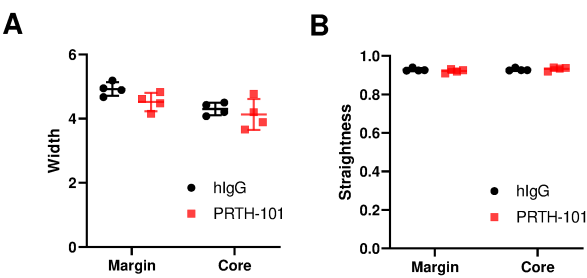 A
Width
6
4
2
0
hIgG
PRTH-101
Margin
Core
B
Straightness
1.0
0.8
0.6
0.4
0.2
0.0
hIgG
PRTH-101
Margin
Core